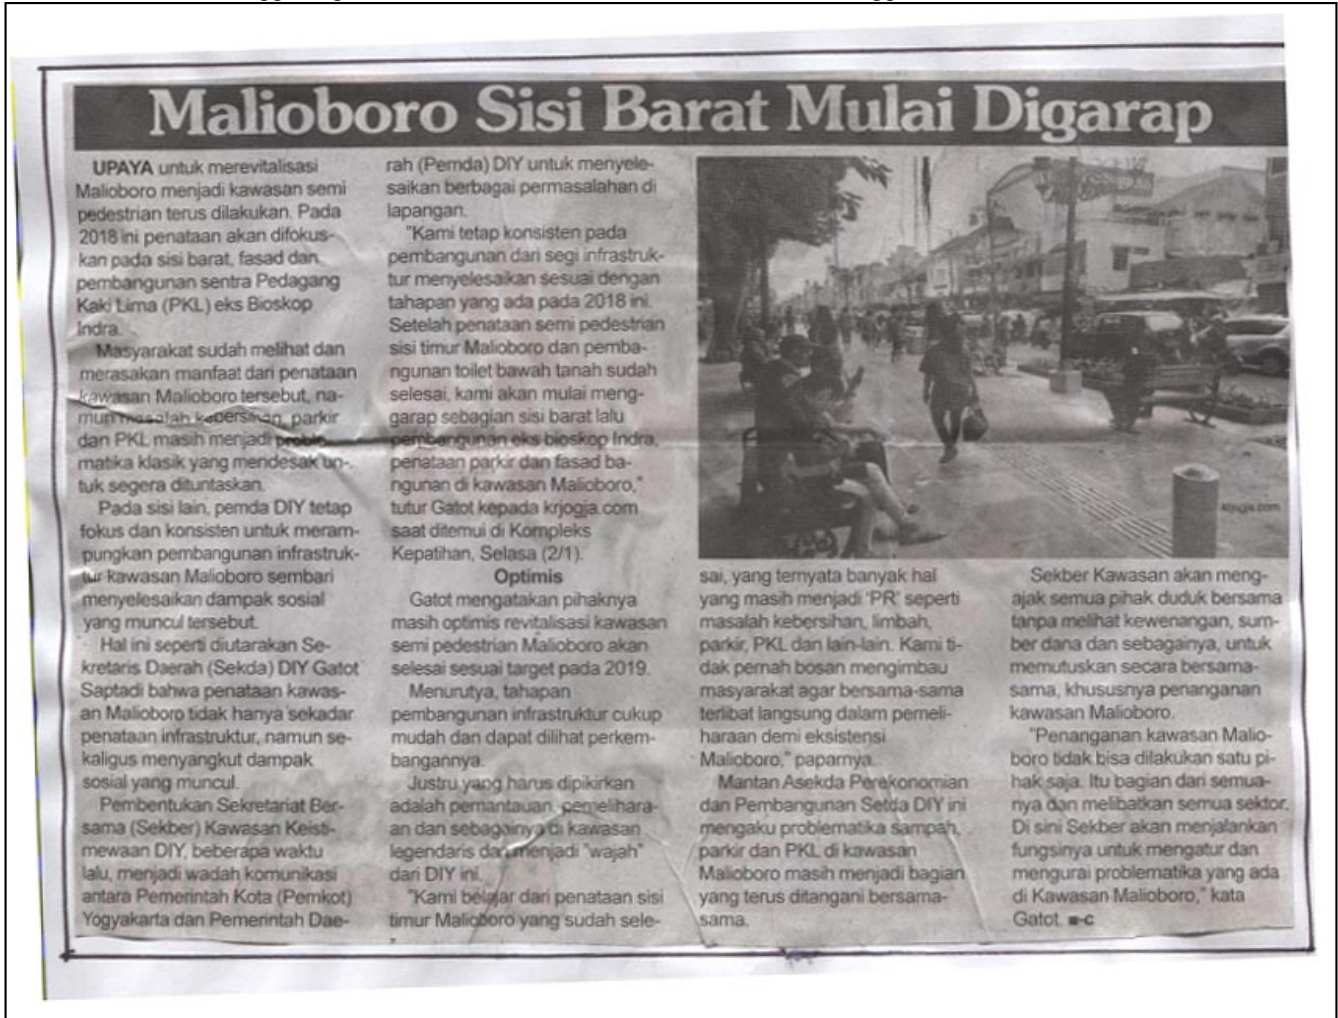 Malioboro Sisi Barat Mulai Digarap
UPAYA untuk merevitalisasi
Malioboro menjadi kawasan semi
pedestrian terus dilakukan. Pada
2018 ini penataan akan difokus-
kan pada sisi barat, fasad dan
pembangunan sentra Pedagang
Kaki Lima (PKL) eks Bioskop
Indra.
Masyarakat sudah melihat dan
merasakan manfaat dari penataan
kawasan Malioboro tersebut, na-
mun masalah kebersihan, parkir
dan PKL masih menjadi proble-
matika klasik yang mendesak un-
tuk segera dituntaskan.
Pada sisi lain, pemda DIY tetap
fokus dan konsisten untuk meram-
pungkan pembangunan infrastruk-
tur kawasan Malioboro sembari
menyelesaikan dampak sosial
yang muncul tersebut.
Hal ini seperti diutarakan Se-
kretaris Daerah (Sekda) DIY Gatot
Saptadi bahwa penataan kawas-
an Malioboro tidak hanya sekadar
penataan infrastruktur, namun se-
kaligus menyangkut dampak
sosial yang muncul.
Pembentukan Sekretariat Ber-
sama (Sekber) Kawasan Keisti-
mewaan DIY, beberapa waktu
lalu, menjadi wadah komunikasi
antara Pemerintah Kota (Pemkot)
Yogyakarta dan Pemerintah Dae-
rah (Pemda) DIY untuk menyele-
saikan berbagai permasalahan di
lapangan.
"Kami tetap konsisten pada
pembangunan dari segi infrastruk-
tur menyelesaikan sesuai dengan
tahapan yang ada pada 2018 ini.
Setelah penataan semi pedestrian
sisi timur Malioboro dan pemba-
ngunan toilet bawah tanah sudah
selesai, kami akan mulai meng-
garap sebagian sisi barat lalu
pembangunan eks bioskop Indra,
penataan parkir dan fasad ba-
ngunan di kawasan Malioboro,"
tutur Gatot kepada krjogja.com
saat ditemui di Kompleks
Kepatihan, Selasa (2/1).
Optimis
Gatot mengatakan pihaknya
masih optimis revitalisasi kawasan
semi pedestrian Malioboro akan
selesai sesuai target pada 2019.
Menurutya, tahapan
pembangunan infrastruktur cukup
mudah dan dapat dilihat perkem-
bangannya.
Justru yang harus dipikirkan
adalah pemantauan, pemelihara-
an dan sebagainya di kawasan
legendaris dan menjadi "wajah"
dari DIY ini.
"Kami belajar dari penataan sisi
timur Malioboro yang sudah sele-
krjogja.com
sai, yang ternyata banyak hal
yang masih menjadi 'PR' seperti
masalah kebersihan, limbah,
parkir, PKL dan lain-lain. Kami ti-
dak pernah bosan mengimbau
masyarakat agar bersama-sama
terlibat langsung dalam pemeli-
haraan demi eksistensi
Malioboro," paparnya.
Mantan Asekda Perekonomian
dan Pembangunan Setda DIY ini
mengaku problematika sampah,
parkir dan PKL di kawasan
Malioboro masih menjadi bagian
yang terus ditangani bersama-
sama.
Sekber Kawasan akan meng-
ajak semua pihak duduk bersama
tanpa melihat kewenangan, sum-
ber dana dan sebagainya, untuk
memutuskan secara bersama-
sama, khususnya penanganan
kawasan Malioboro.
"Penanganan kawasan Malio-
boro tidak bisa dilakukan satu pi-
hak saja. Itu bagian dari semua-
nya dan melibatkan semua sektor.
Di sini Sekber akan menjalankan
fungsinya untuk mengatur dan
mengurai problematika yang ada
di Kawasan Malioboro," kata
Gatot. ■-C